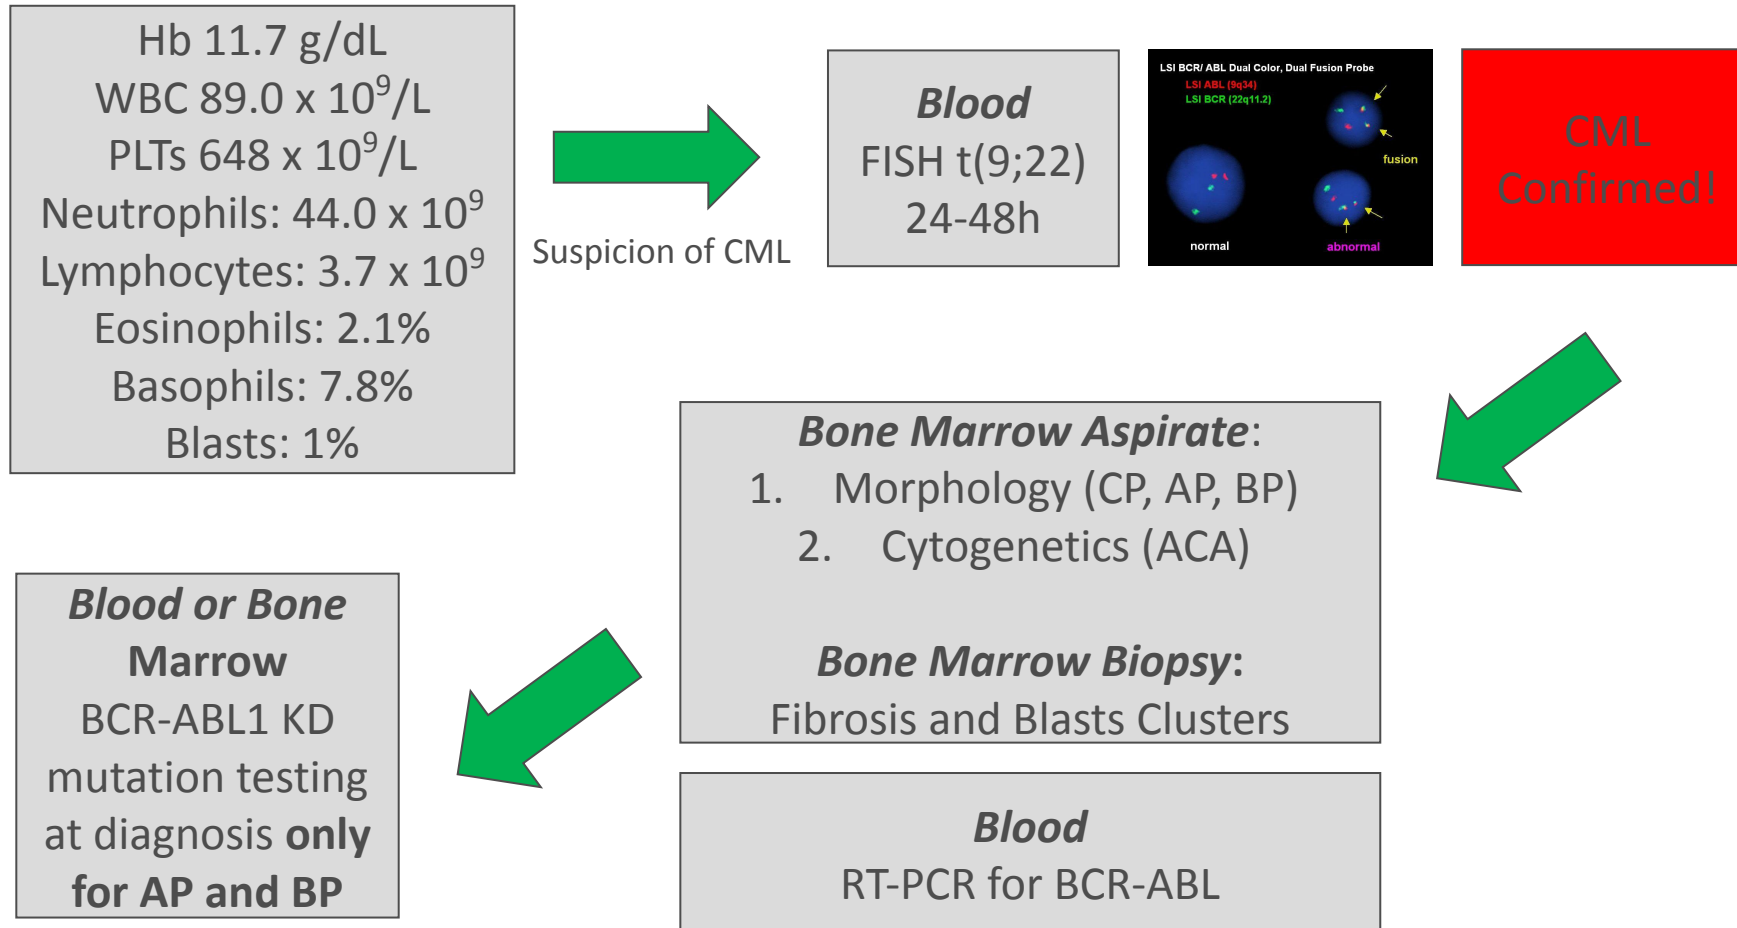 Hb 11.7 g/dL
WBC 89.0 x 10⁹/L
PLTs 648 x 10⁹/L
Neutrophils: 44.0 x 10⁹
Lymphocytes: 3.7 x 10⁹
Eosinophils: 2.1%
Basophils: 7.8%
Blasts: 1%
Suspicion of CML
Blood
FISH t(9;22)
24-48h
LSI BCR/ ABL Dual Color, Dual Fusion Probe
LSI ABL (9q34)
LSI BCR (22q11.2)
fusion
normal
abnormal
CML
Confirmed!
Bone Marrow Aspirate:
1. Morphology (CP, AP, BP)
2. Cytogenetics (ACA)
Bone Marrow Biopsy:
Fibrosis and Blasts Clusters
Blood
RT-PCR for BCR-ABL
Blood or Bone
Marrow
BCR-ABL1 KD
mutation testing
at diagnosis only
for AP and BP